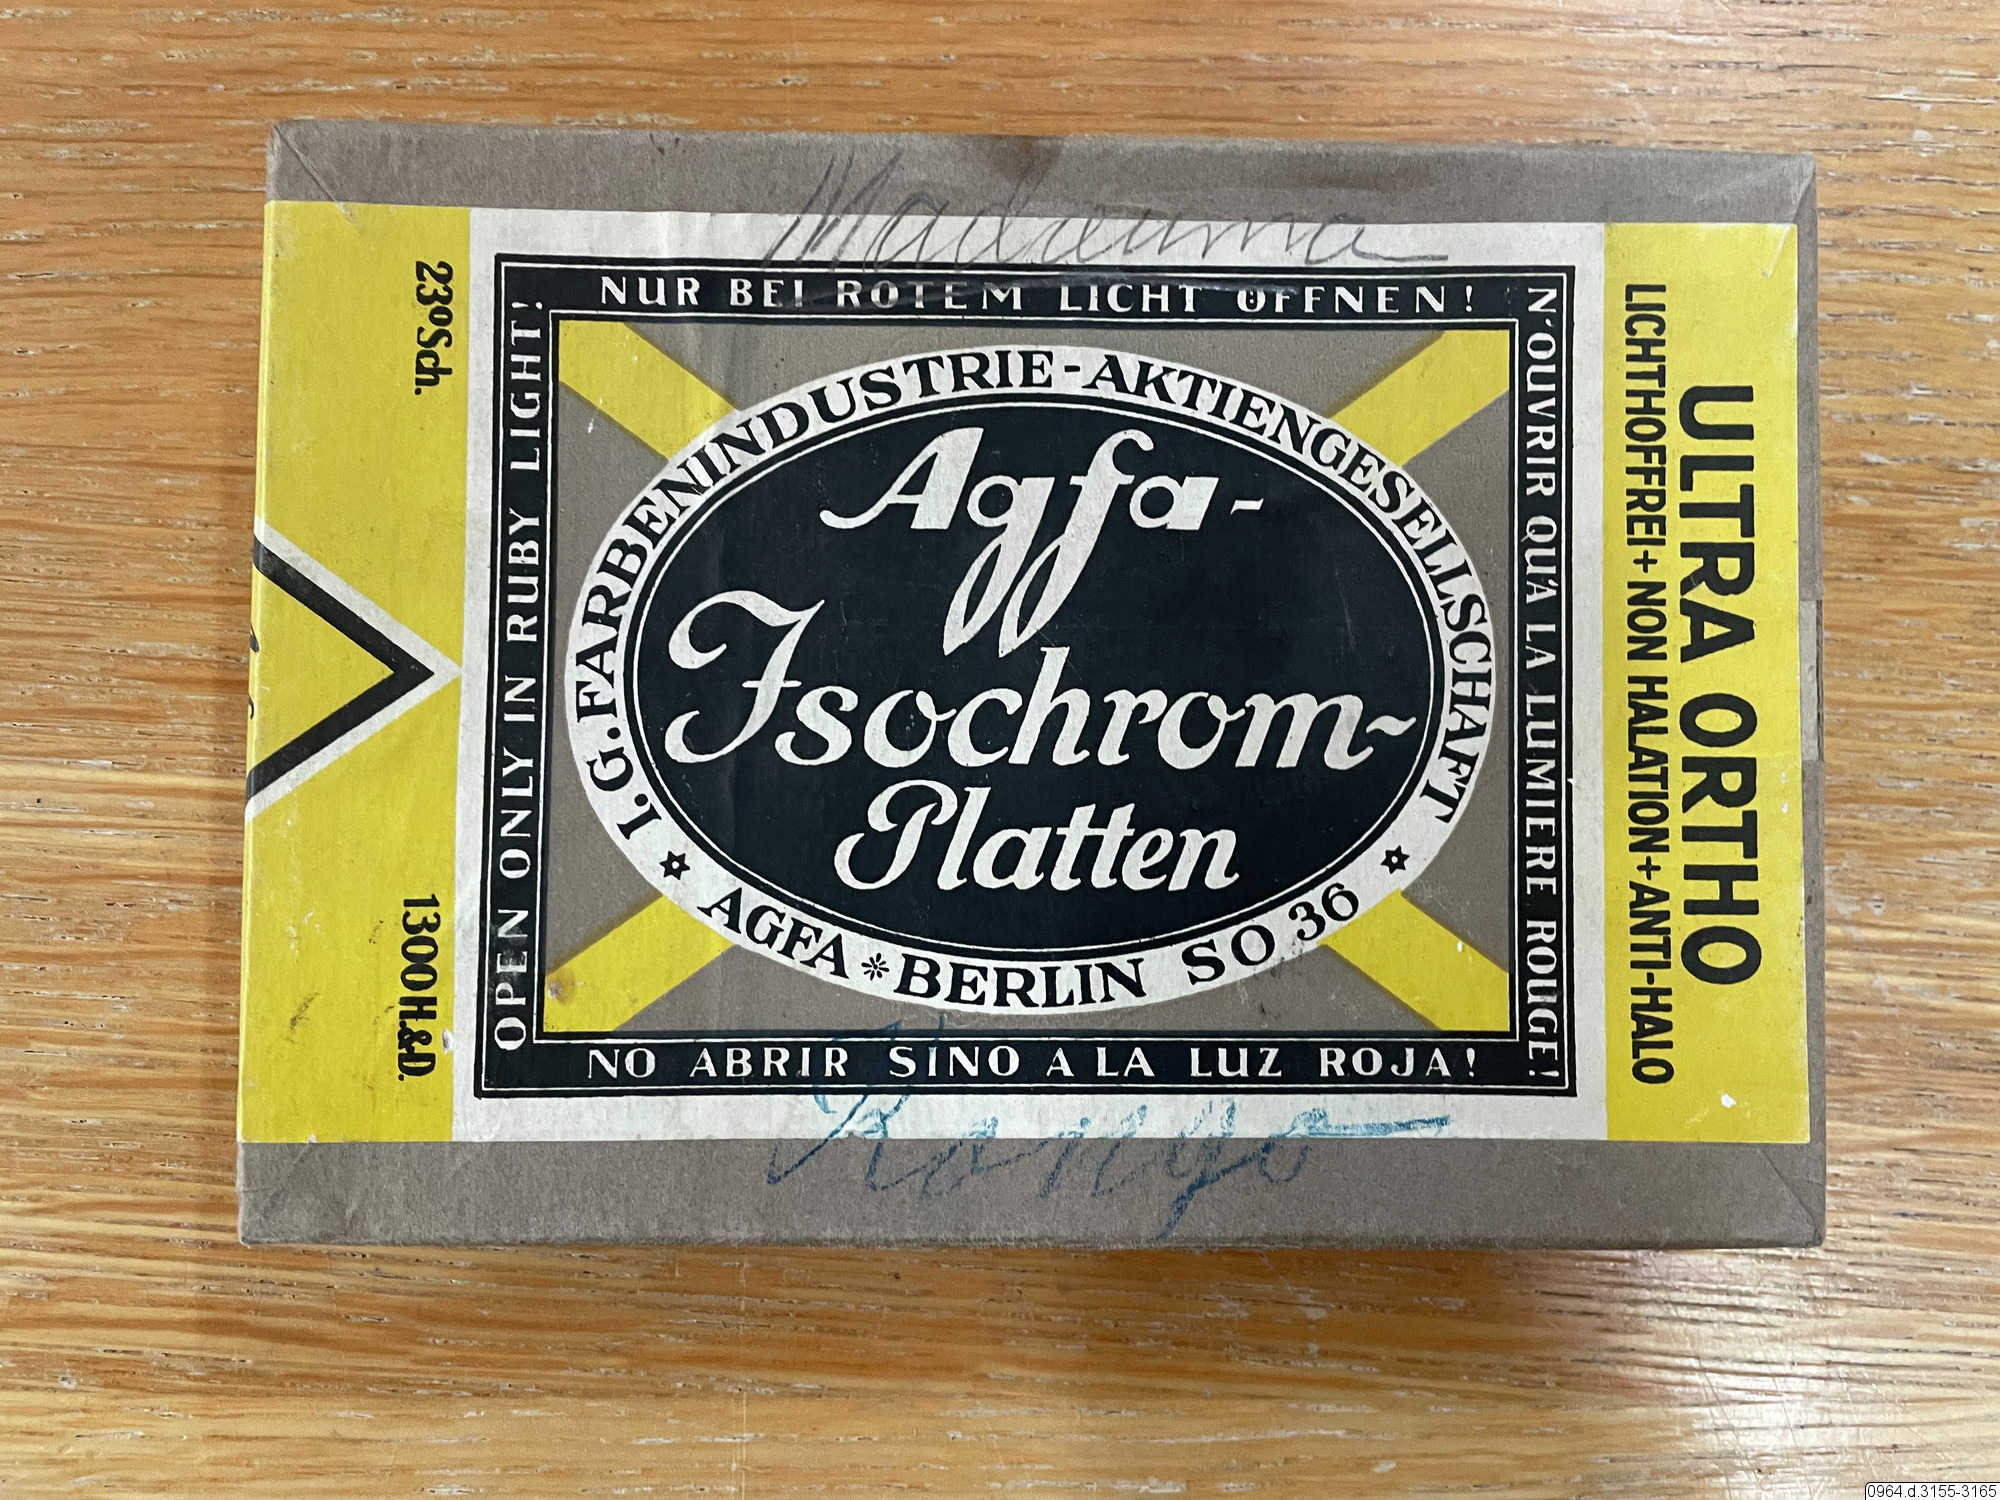 NUR BEI ROTEM LICHT ÖFFNEN!
23° Sch.
1300 H.&D.
OPEN ONLY IN RUBY LIGHT!
I. G. FARBENINDUSTRIE-AKTIENGESELLSCHAFT
Agfa-
Isochrom-
Platten
AGFA * BERLIN SO 36
N'OUVRIR QU'À LA LUMIERE ROUGE!
ULTRA ORTHO
LICHTHOFFREI + NON HALATION + ANTI-HALO
NO ABRIR SINO A LA LUZ ROJA!
Kongo
0964.d.3155-3165